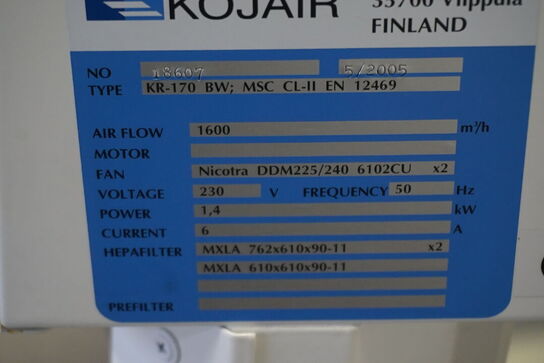 KOJAIR
35700 Vilppula
FINLAND
NO 18607 5/2005
TYPE KR-170 BW; MSC CL-II EN 12469
AIR FLOW 1600 m³/h
MOTOR
FAN Nicotra DDM225/240 6102CU x2
VOLTAGE 230 V FREQUENCY 50 Hz
POWER 1,4 kW
CURRENT 6 A
HEPAFILTER MXLA 762x610x90-11 x2
MXLA 610x610x90-11
PREFILTER